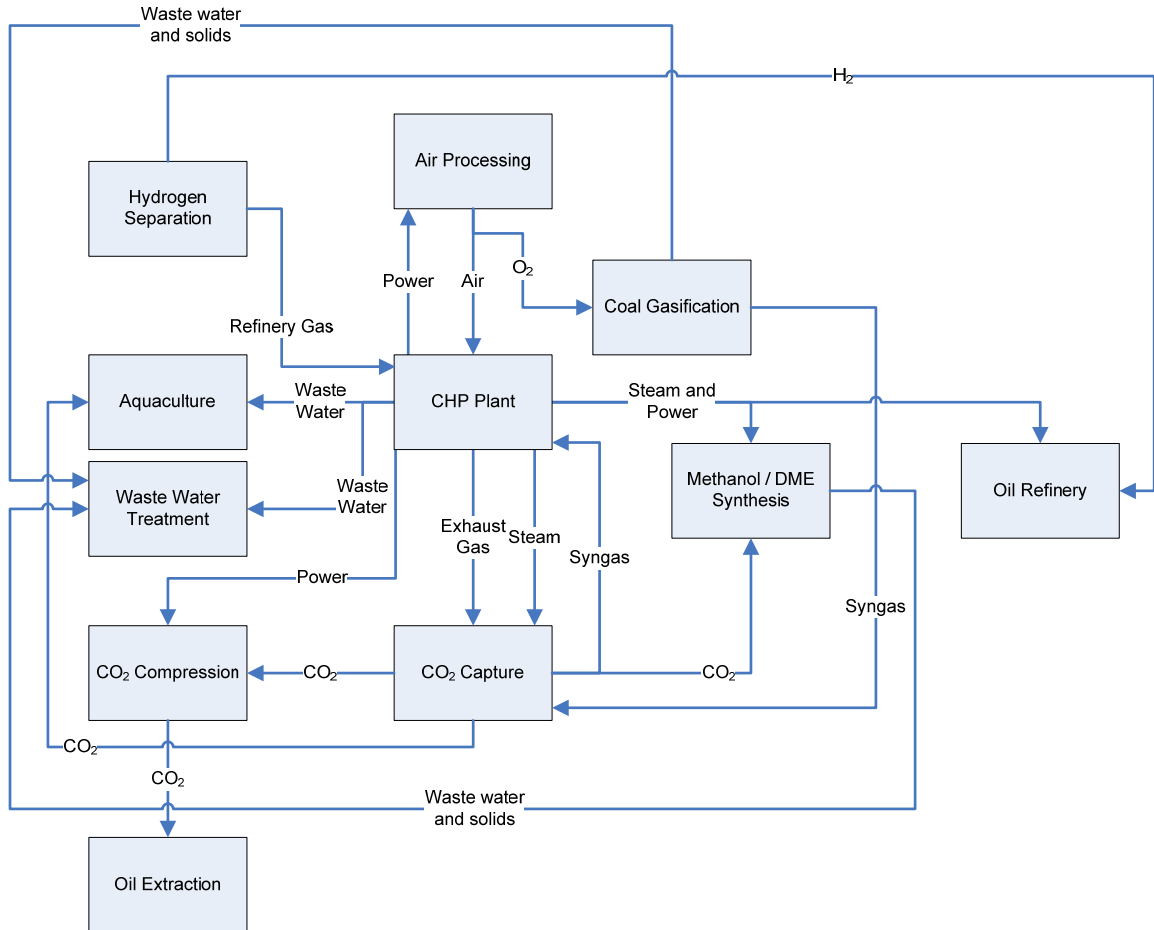 Waste water
and solids
H₂
Air Processing
Hydrogen
Separation
O₂
Power
Air
Coal Gasification
Refinery Gas
Aquaculture
Waste
Water
CHP Plant
Steam and
Power
Waste Water
Treatment
Waste
Water
Methanol / DME
Synthesis
Oil Refinery
Exhaust
Gas
Steam
Syngas
Power
Syngas
CO₂ Compression
CO₂
CO₂ Capture
CO₂
CO₂
CO₂
Waste water
and solids
Oil Extraction